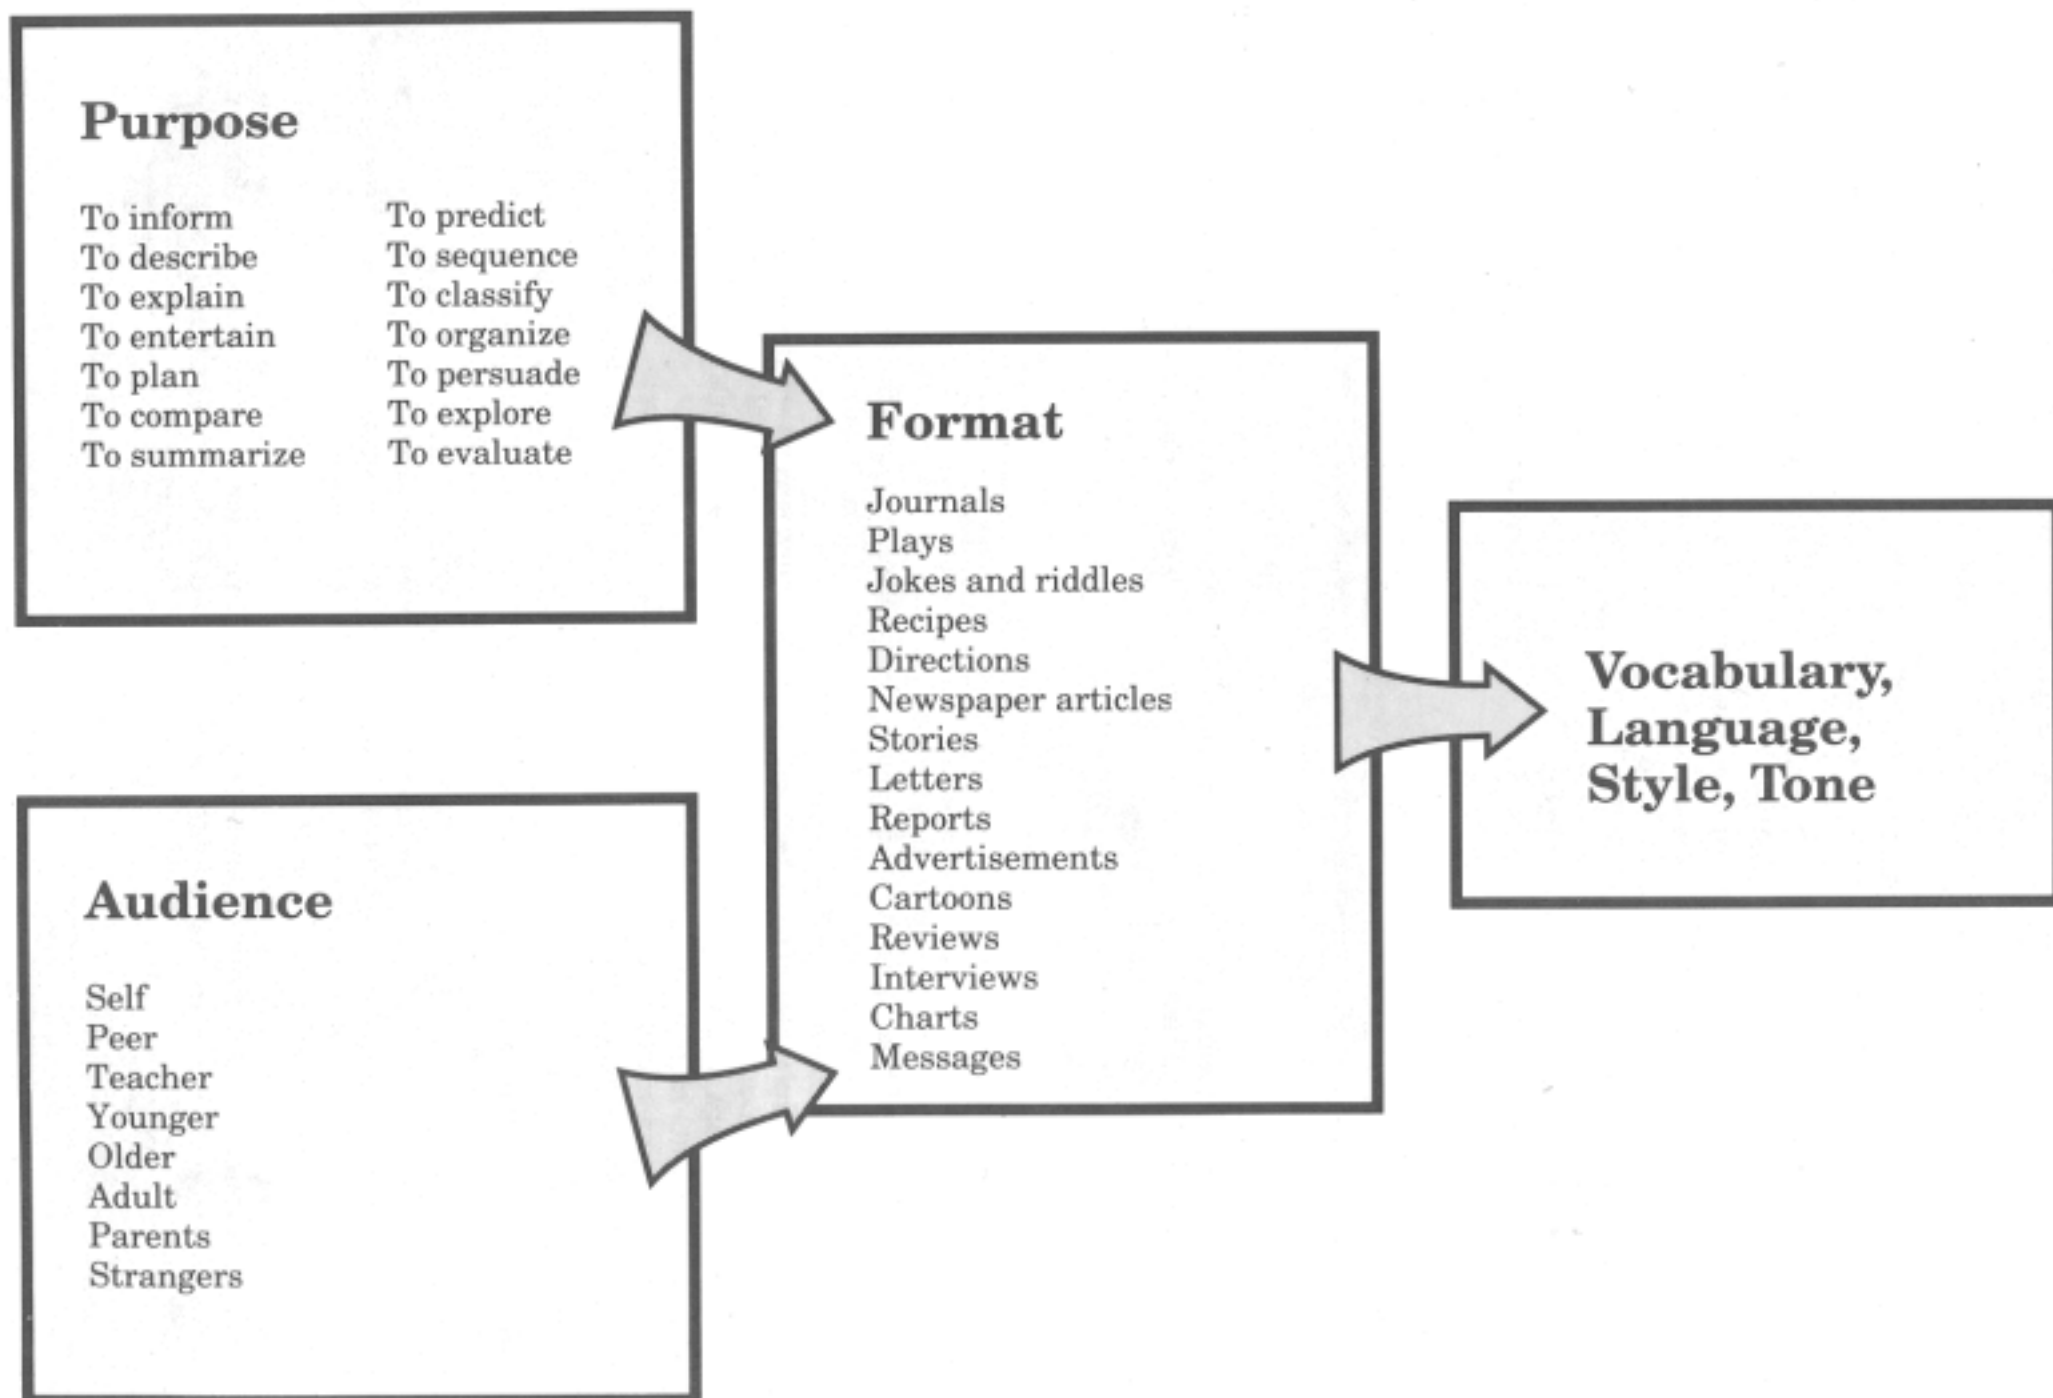 Purpose
To inform
To describe
To explain
To entertain
To plan
To compare
To summarize
To predict
To sequence
To classify
To organize
To persuade
To explore
To evaluate
Audience
Self
Peer
Teacher
Younger
Older
Adult
Parents
Strangers
Format
Journals
Plays
Jokes and riddles
Recipes
Directions
Newspaper articles
Stories
Letters
Reports
Advertisements
Cartoons
Reviews
Interviews
Charts
Messages
Vocabulary,
Language,
Style, Tone